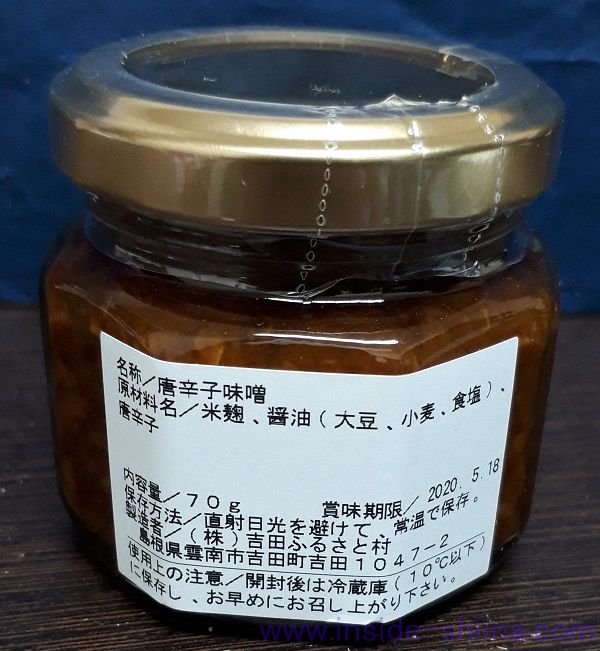 名称／唐辛子味噌
原材料名／米麹、醤油（大豆、小麦、食塩）、
唐辛子
内容量／70ｇ 賞味期限／2020. 5.18
保存方法／直射日光を避けて、常温で保存。
製造者／（株）吉田ふるさと村
島根県雲南市吉田町吉田1047-2
使用上の注意／開封後は冷蔵庫（10℃以下）
に保存し、お早めにお召し上がり下さい。
www.inside-shiina.com